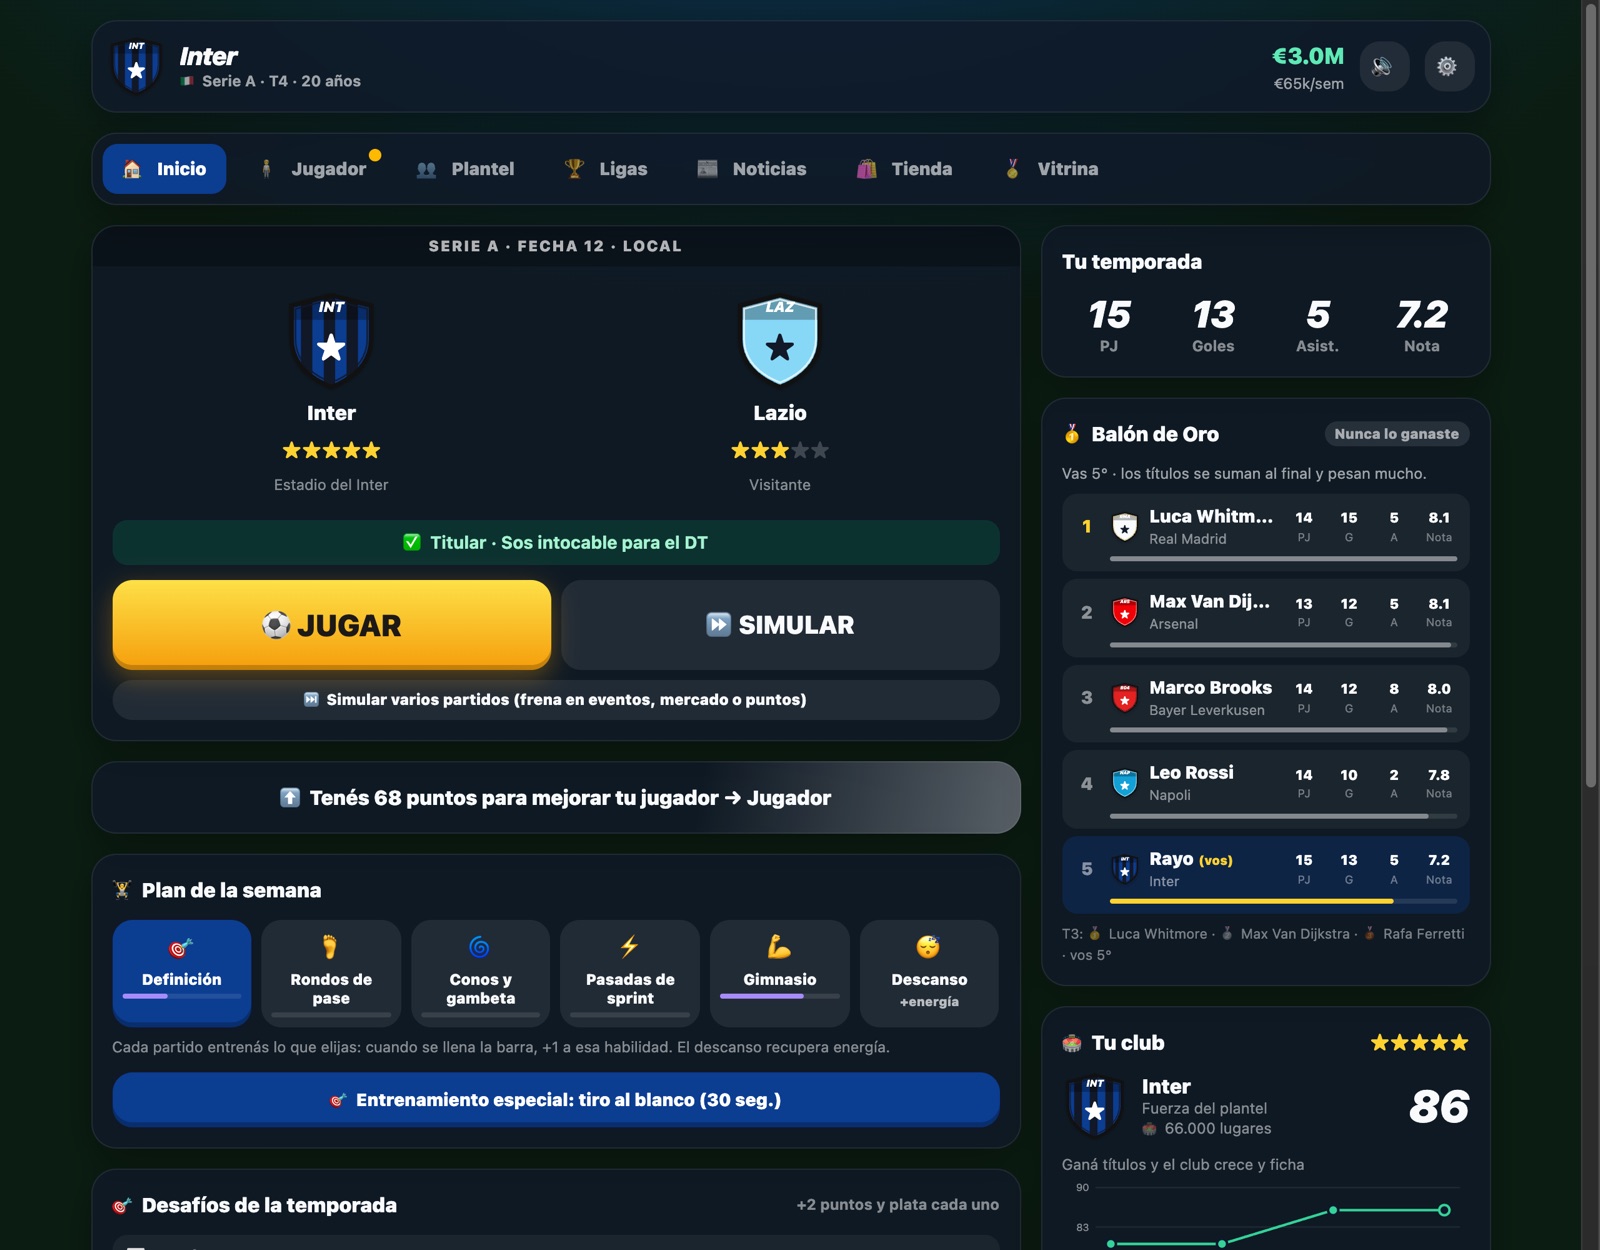 INT
Inter
Serie A · T4 · 20 años
€3.0M
€65k/sem
Inicio
Jugador
Plantel
Ligas
Noticias
Tienda
Vitrina
SERIE A · FECHA 12 · LOCAL
INT
Inter
Estadio del Inter
LAZ
Lazio
Visitante
Titular · Sos intocable para el DT
JUGAR
SIMULAR
Simular varios partidos (frena en eventos, mercado o puntos)
Tenés 68 puntos para mejorar tu jugador → Jugador
Plan de la semana
Definición
Rondos de
pase
Conos y
gambeta
Pasadas de
sprint
Gimnasio
Descanso
+energía
Cada partido entrenás lo que elijas: cuando se llena la barra, +1 a esa habilidad. El descanso recupera energía.
Entrenamiento especial: tiro al blanco (30 seg.)
Desafíos de la temporada
+2 puntos y plata cada uno
Tu temporada
15 13 5 7.2
PJ Goles Asist. Nota
Balón de Oro
Nunca lo ganaste
Vas 5° · los títulos se suman al final y pesan mucho.
1 Luca Whitm... 14 15 5 8.1
Real Madrid PJ G A Nota
2 Max Van Dij... 13 12 5 8.1
Arsenal PJ G A Nota
3 Marco Brooks 14 12 8 8.0
Bayer Leverkusen PJ G A Nota
4 Leo Rossi 14 10 2 7.8
Napoli PJ G A Nota
5 Rayo (vos) 15 13 5 7.2
Inter PJ G A Nota
T3: Luca Whitmore · Max Van Dijkstra · Rafa Ferretti
· vos 5°
Tu club
INT
Inter
Fuerza del plantel
66.000 lugares
86
Ganá títulos y el club crece y ficha
90
83